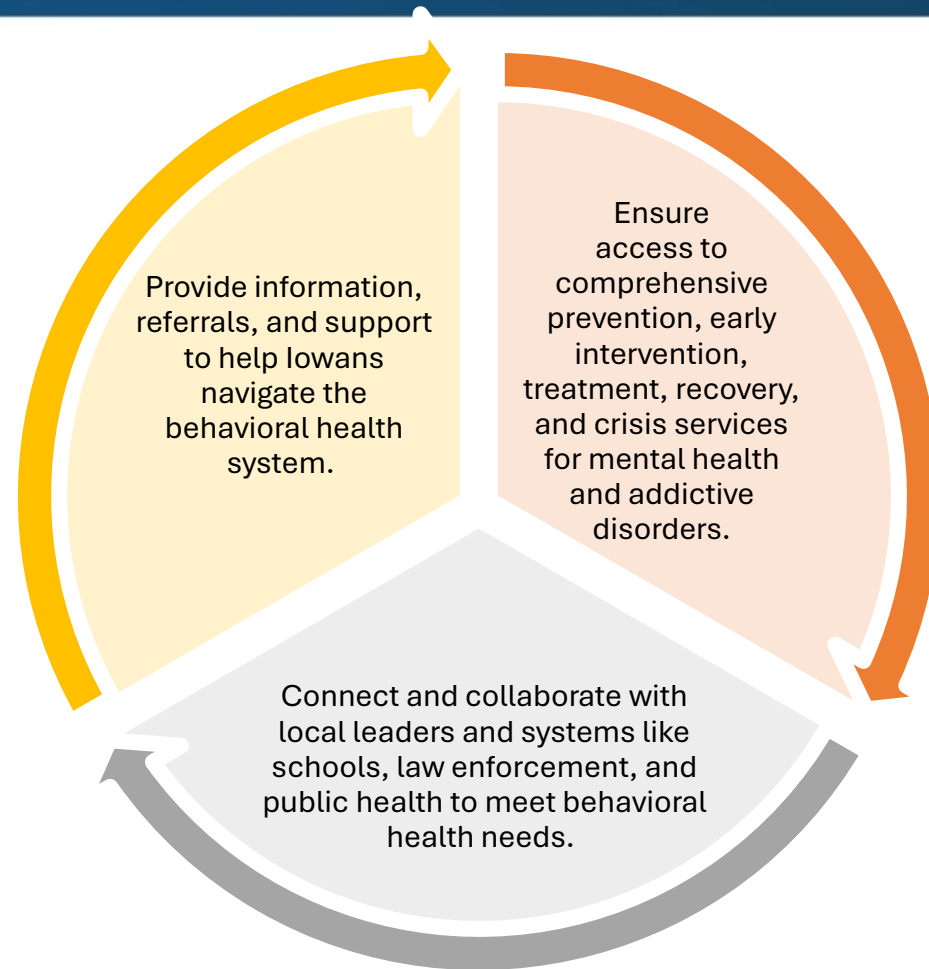 Provide information,
referrals, and support
to help Iowans
navigate the
behavioral health
system.
Ensure
access to
comprehensive
prevention, early
intervention,
treatment, recovery,
and crisis services
for mental health
and addictive
disorders.
Connect and collaborate with
local leaders and systems like
schools, law enforcement, and
public health to meet behavioral
health needs.